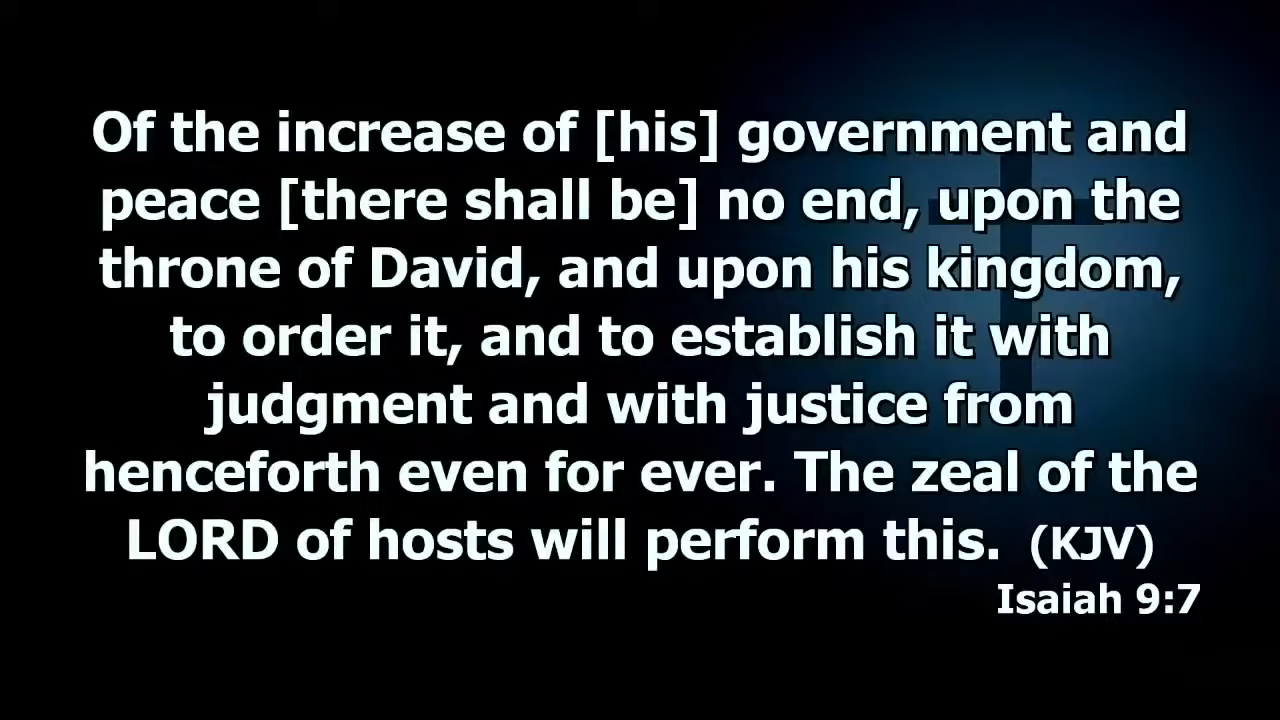 Of the increase of [his] government and
peace [there shall be] no end, upon the
throne of David, and upon his kingdom,
to order it, and to establish it with
judgment and with justice from
henceforth even for ever. The zeal of the
LORD of hosts will perform this. (KJV)
Isaiah 9:7